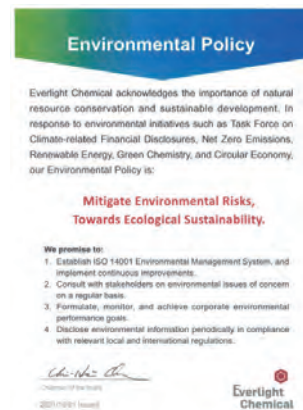 Environmental Policy
Everlight Chemical acknowledges the importance of natural
resource conservation and sustainable development. In
response to environmental initiatives such as Task Force on
Climate-related Financial Disclosures, Net Zero Emissions,
Renewable Energy, Green Chemistry, and Circular Economy,
our Environmental Policy is:
Mitigate Environmental Risks,
Towards Ecological Sustainability.
We promise to:
1. Establish ISO 14001 Environmental Management System, and
implement continuous improvements.
2. Consult with stakeholders on environmental issues of concern
on a regular basis.
3. Formulate, monitor, and achieve corporate environmental
performance goals.
4 Disclose environmental information periodically in compliance
with relevant local and international regulations.
Chairman of the Board
Issued
Everlight
Chemical